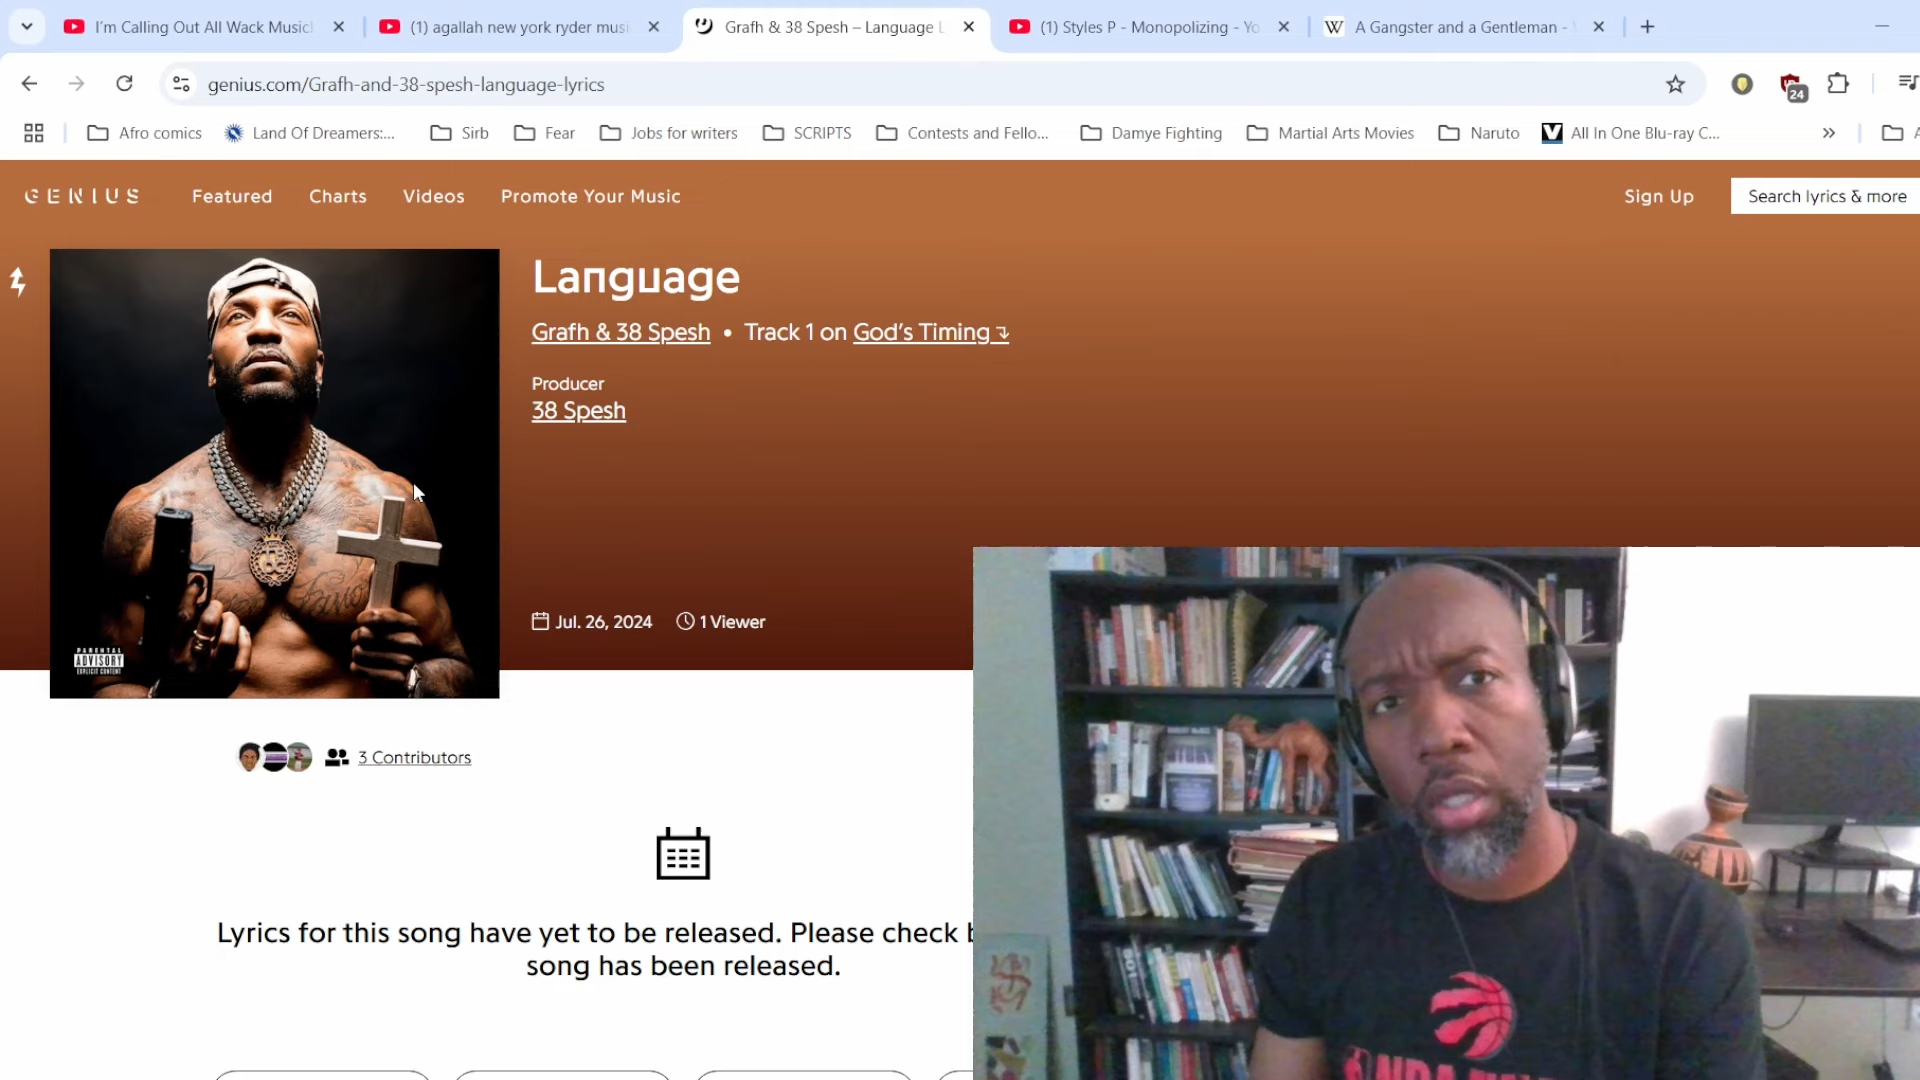 I'm Calling Out All Wack Music
(1) agallah new york ryder musi
Grafh & 38 Spesh – Language L
(1) Styles P - Monopolizing - Yo
W
A Gangster and a Gentleman -
genius.com/Grafh-and-38-spesh-language-lyrics
24
Afro comics
Land Of Dreamers:...
Sirb
Fear
Jobs for writers
SCRIPTS
Contests and Fello...
Damye Fighting
Martial Arts Movies
Naruto
V
All In One Blu-ray C...
GENIUS
Featured
Charts
Videos
Promote Your Music
Sign Up
Search lyrics & more
Language
Grafh & 38 Spesh • Track 1 on God's Timing
Producer
38 Spesh
Jul. 26, 2024
1 Viewer
PARENTAL
ADVISORY
EXPLICIT CONTENT
3 Contributors
Lyrics for this song have yet to be released. Please check
song has been released.